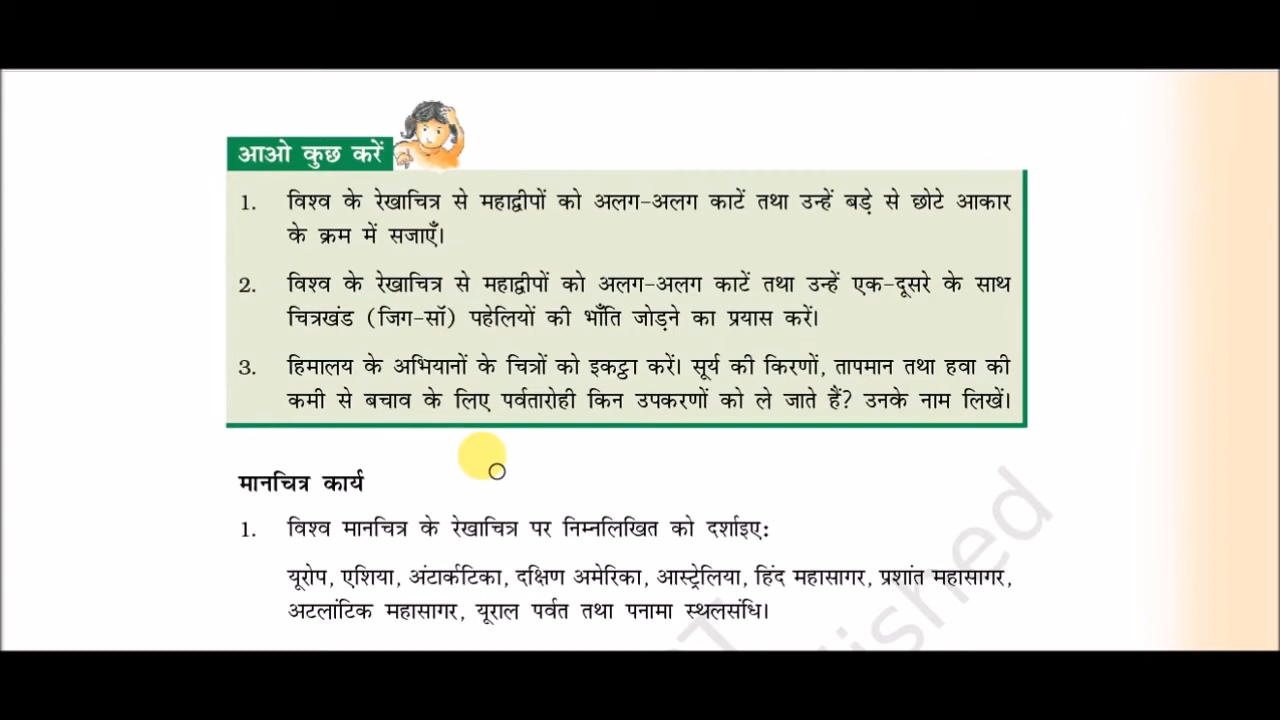 आओ कुछ करें
1. विश्व के रेखाचित्र से महाद्वीपों को अलग-अलग काटें तथा उन्हें बड़े से छोटे आकार
के क्रम में सजाएँ।
2. विश्व के रेखाचित्र से महाद्वीपों को अलग-अलग काटें तथा उन्हें एक-दूसरे के साथ
चित्रखंड (जिग-सॉ) पहेलियों की भाँति जोड़ने का प्रयास करें।
3. हिमालय के अभियानों के चित्रों को इकट्ठा करें। सूर्य की किरणों, तापमान तथा हवा की
कमी से बचाव के लिए पर्वतारोही किन उपकरणों को ले जाते हैं? उनके नाम लिखें।
मानचित्र कार्य
1. विश्व मानचित्र के रेखाचित्र पर निम्नलिखित को दर्शाइए:
यूरोप, एशिया, अंटार्कटिका, दक्षिण अमेरिका, आस्ट्रेलिया, हिंद महासागर, प्रशांत महासागर,
अटलांटिक महासागर, यूराल पर्वत तथा पनामा स्थलसंधि।